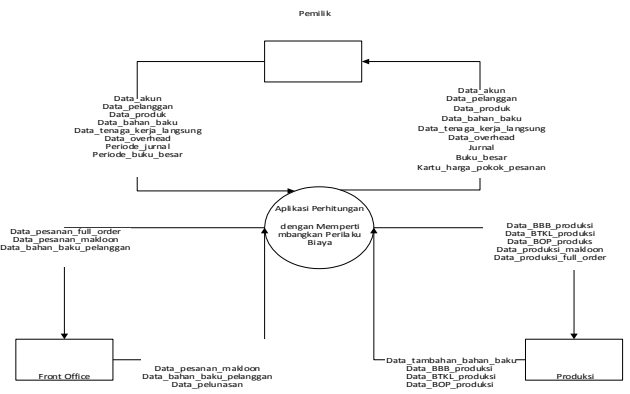 Pemilik
Data_akun
Data_pelanggan
Data_produk
Data_bahan_baku
Data_tenaga_kerja_langsung
Data_overhead
Periode_jurnal
Periode_buku_besar
Data_akun
Data_pelanggan
Data_produk
Data_bahan_baku
Data_tenaga_kerja_langsung
Data_overhead
Jurnal
Buku_besar
Kartu_harga_pokok_pesanan
Aplikasi Perhitungan
dengan Memperti
mbangkan Perilaku
Biaya
Data_pesanan_full_order
Data_pesanan_makloon
Data_bahan_baku_pelanggan
Data_BBB_produksi
Data_BTKL_produksi
Data_BOP_produks
Data_produksi_makloon
Data_produksi_full_order
Front Office
Data_pesanan_makloon
Data_bahan_baku_pelanggan
Data_pelunasan
Data_tambahan_bahan_baku
Data_BBB_produksi
Data_BTKL_produksi
Data_BOP_produksi
Produksi